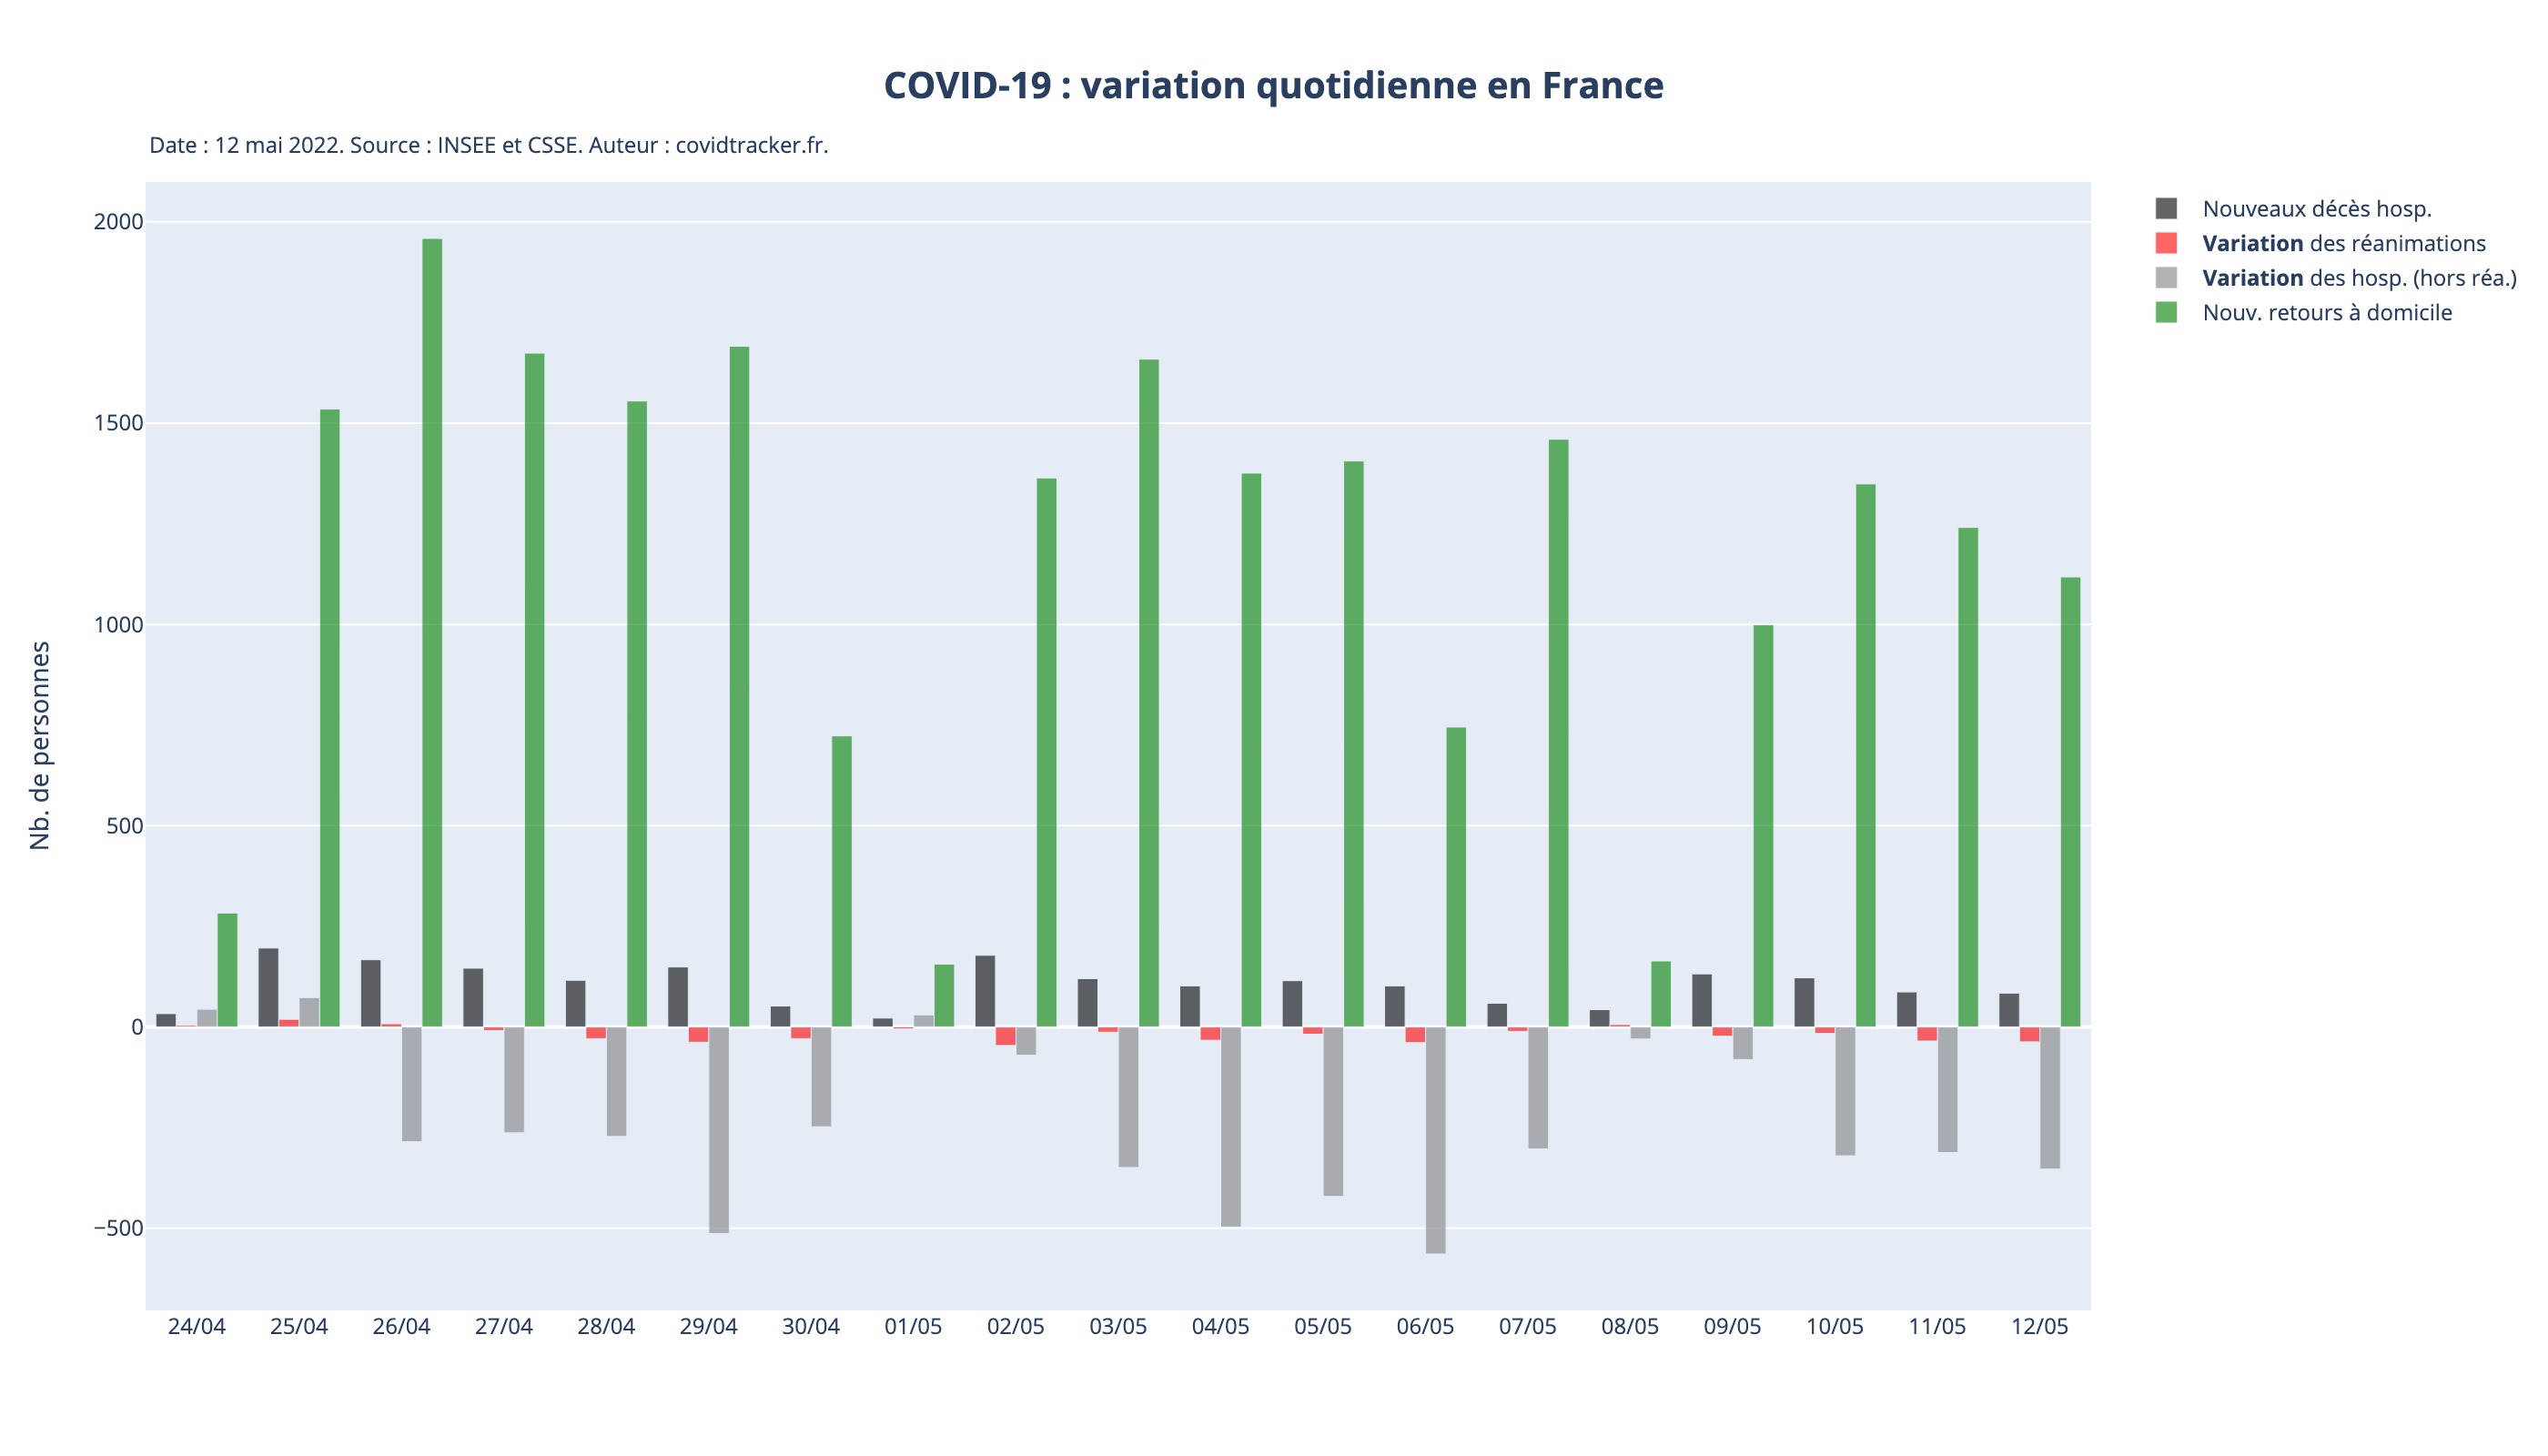 COVID-19 : variation quotidienne en France
Date : 12 mai 2022. Source : INSEE et CSSE. Auteur : covidtracker.fr.
Nouveaux décès hosp.
Variation des réanimations
Variation des hosp. (hors réa.)
Nouv. retours à domicile
Nb. de personnes
2000
1500
1000
500
0
−500
24/04 25/04 26/04 27/04 28/04 29/04 30/04 01/05 02/05 03/05 04/05 05/05 06/05 07/05 08/05 09/05 10/05 11/05 12/05